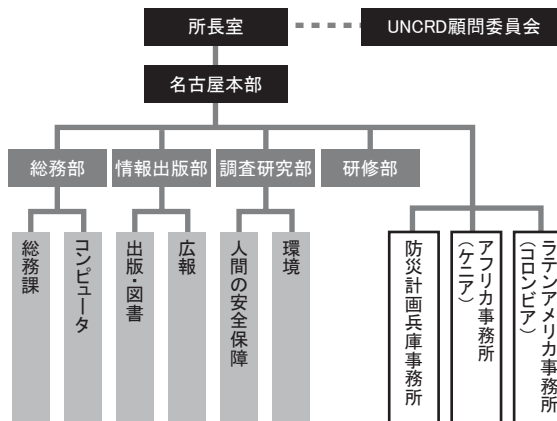 所長室
UNCRD顧問委員会
名古屋本部
総務部
情報出版部
調査研究部
研修部
総務課
コンピュータ
出版・図書
広報
人間の安全保障
環境
防災計画兵庫事務所
アフリカ事務所
(ケニア)
ラテンアメリカ事務所
(コロンビア)